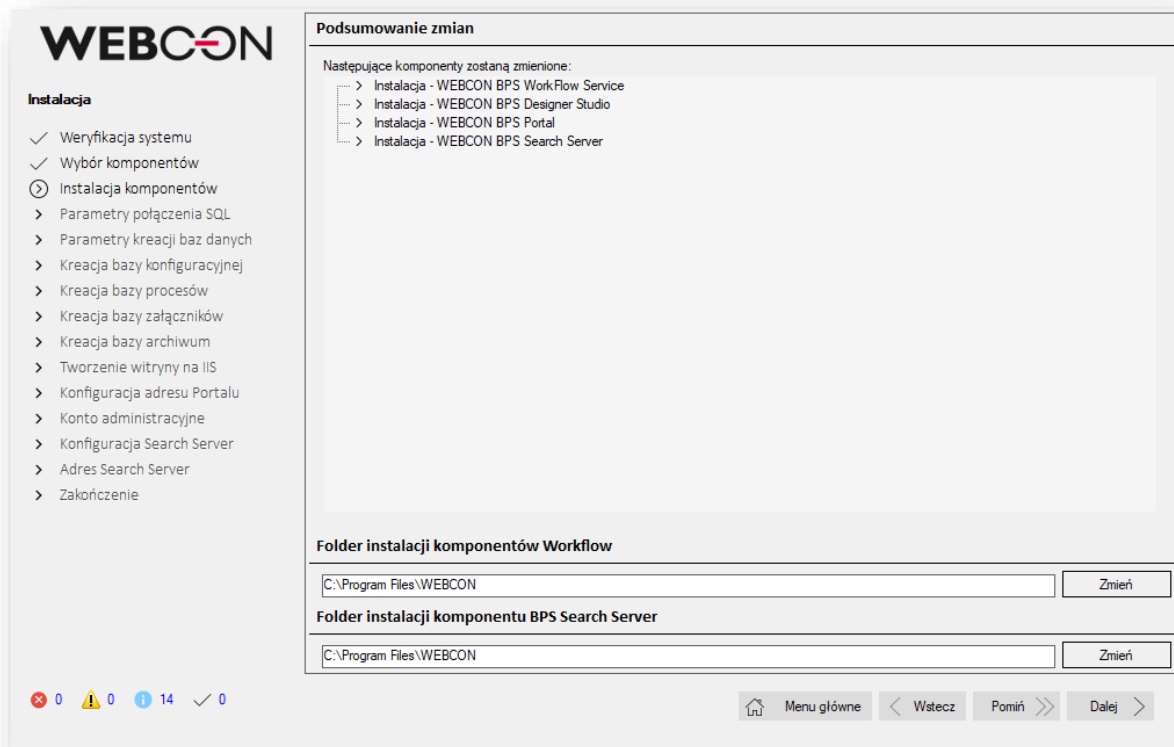 WEBCON
Instalacja
Weryfikacja systemu
Wybór komponentów
Instalacja komponentów
Parametry połączenia SQL
Parametry kreacji baz danych
Kreacja bazy konfiguracyjnej
Kreacja bazy procesów
Kreacja bazy załączników
Kreacja bazy archiwum
Tworzenie witryny na IIS
Konfiguracja adresu Portalu
Konto administracyjne
Konfiguracja Search Server
Adres Search Server
Zakończenie
Podsumowanie zmian
Następujące komponenty zostaną zmienione:
Instalacja - WEBCON BPS WorkFlow Service
Instalacja - WEBCON BPS Designer Studio
Instalacja - WEBCON BPS Portal
Instalacja - WEBCON BPS Search Server
Folder instalacji komponentów Workflow
C:\Program Files\WEBCON Zmień
Folder instalacji komponentu BPS Search Server
C:\Program Files\WEBCON Zmień
0 0 14 0
Menu główne Wstecz Pomiń Dalej